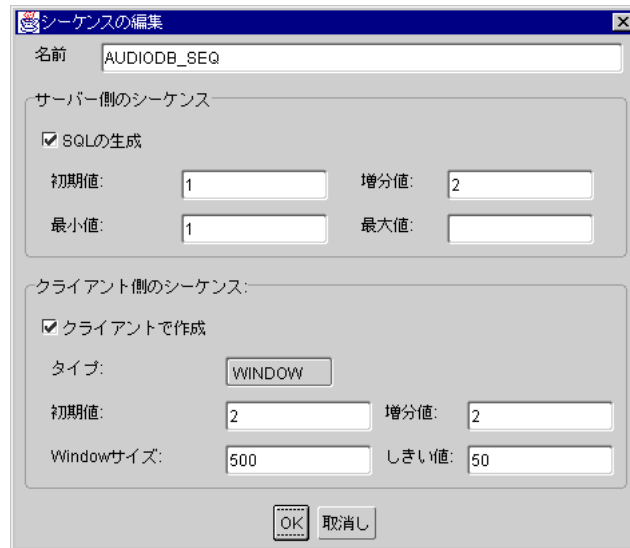 シーケンスの編集
名前 AUDIODB_SEQ
サーバー側のシーケンス
SQLの生成
初期値: 1 増分値: 2
最小値: 1 最大値:
クライアント側のシーケンス:
クライアントで作成
タイプ: WINDOW
初期値: 2 増分値: 2
Windowサイズ: 500 しきい値: 50
OK 取消し